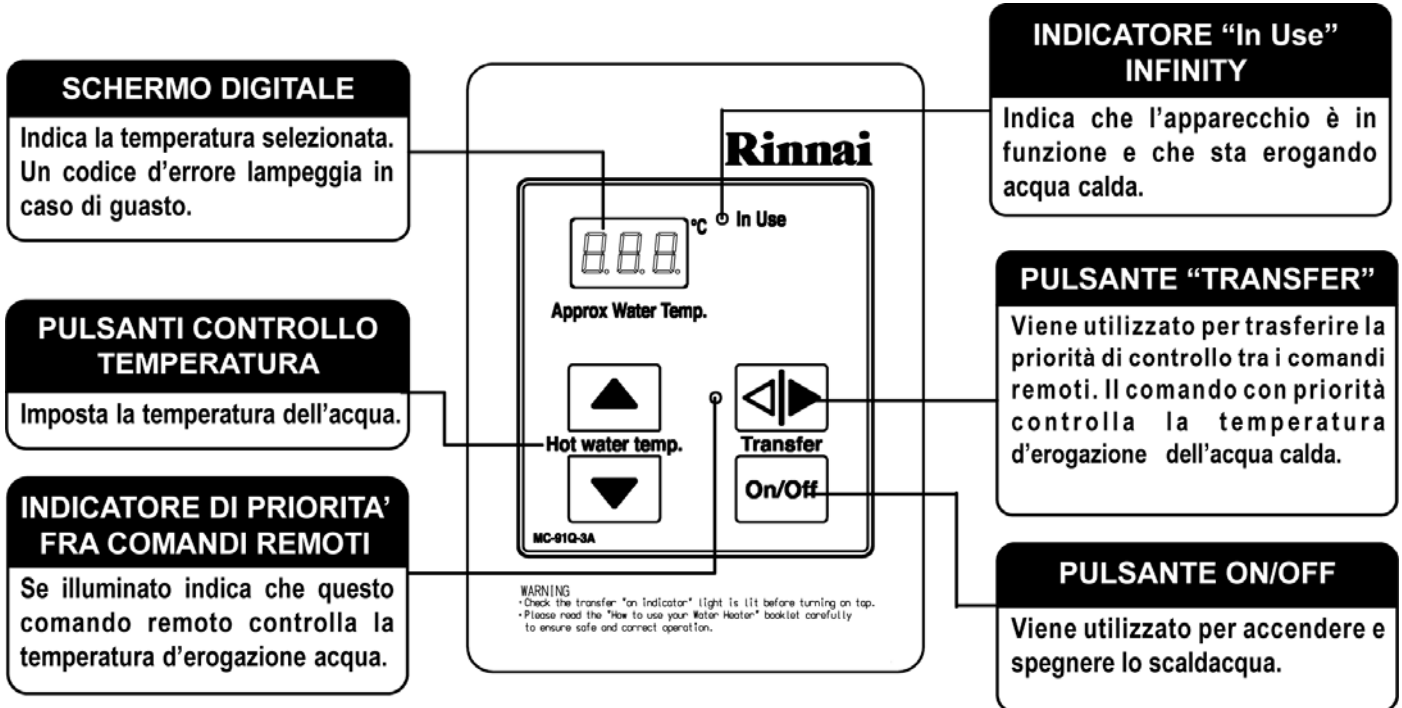 SCHERMO DIGITALE
Indica la temperatura selezionata.
Un codice d'errore lampeggia in
caso di guasto.
PULSANTI CONTROLLO
TEMPERATURA
Imposta la temperatura dell'acqua.
INDICATORE DI PRIORITA'
FRA COMANDI REMOTI
Se illuminato indica che questo
comando remoto controlla la
temperatura d'erogazione acqua.
Rinnai
8.8.8.
°C
In Use
Approx Water Temp.
Hot water temp.
Transfer
On/Off
MC-91Q-3A
WARNING
・Check the transfer "on indicator" light is lit before turning on tap.
・Please read the "How to use your Water Heater" booklet carefully
to ensure safe and correct operation.
INDICATORE "In Use"
INFINITY
Indica che l'apparecchio è in
funzione e che sta erogando
acqua calda.
PULSANTE "TRANSFER"
Viene utilizzato per trasferire la
priorità di controllo tra i comandi
remoti. Il comando con priorità
controlla la temperatura
d'erogazione dell'acqua calda.
PULSANTE ON/OFF
Viene utilizzato per accendere e
spegnere lo scaldacqua.